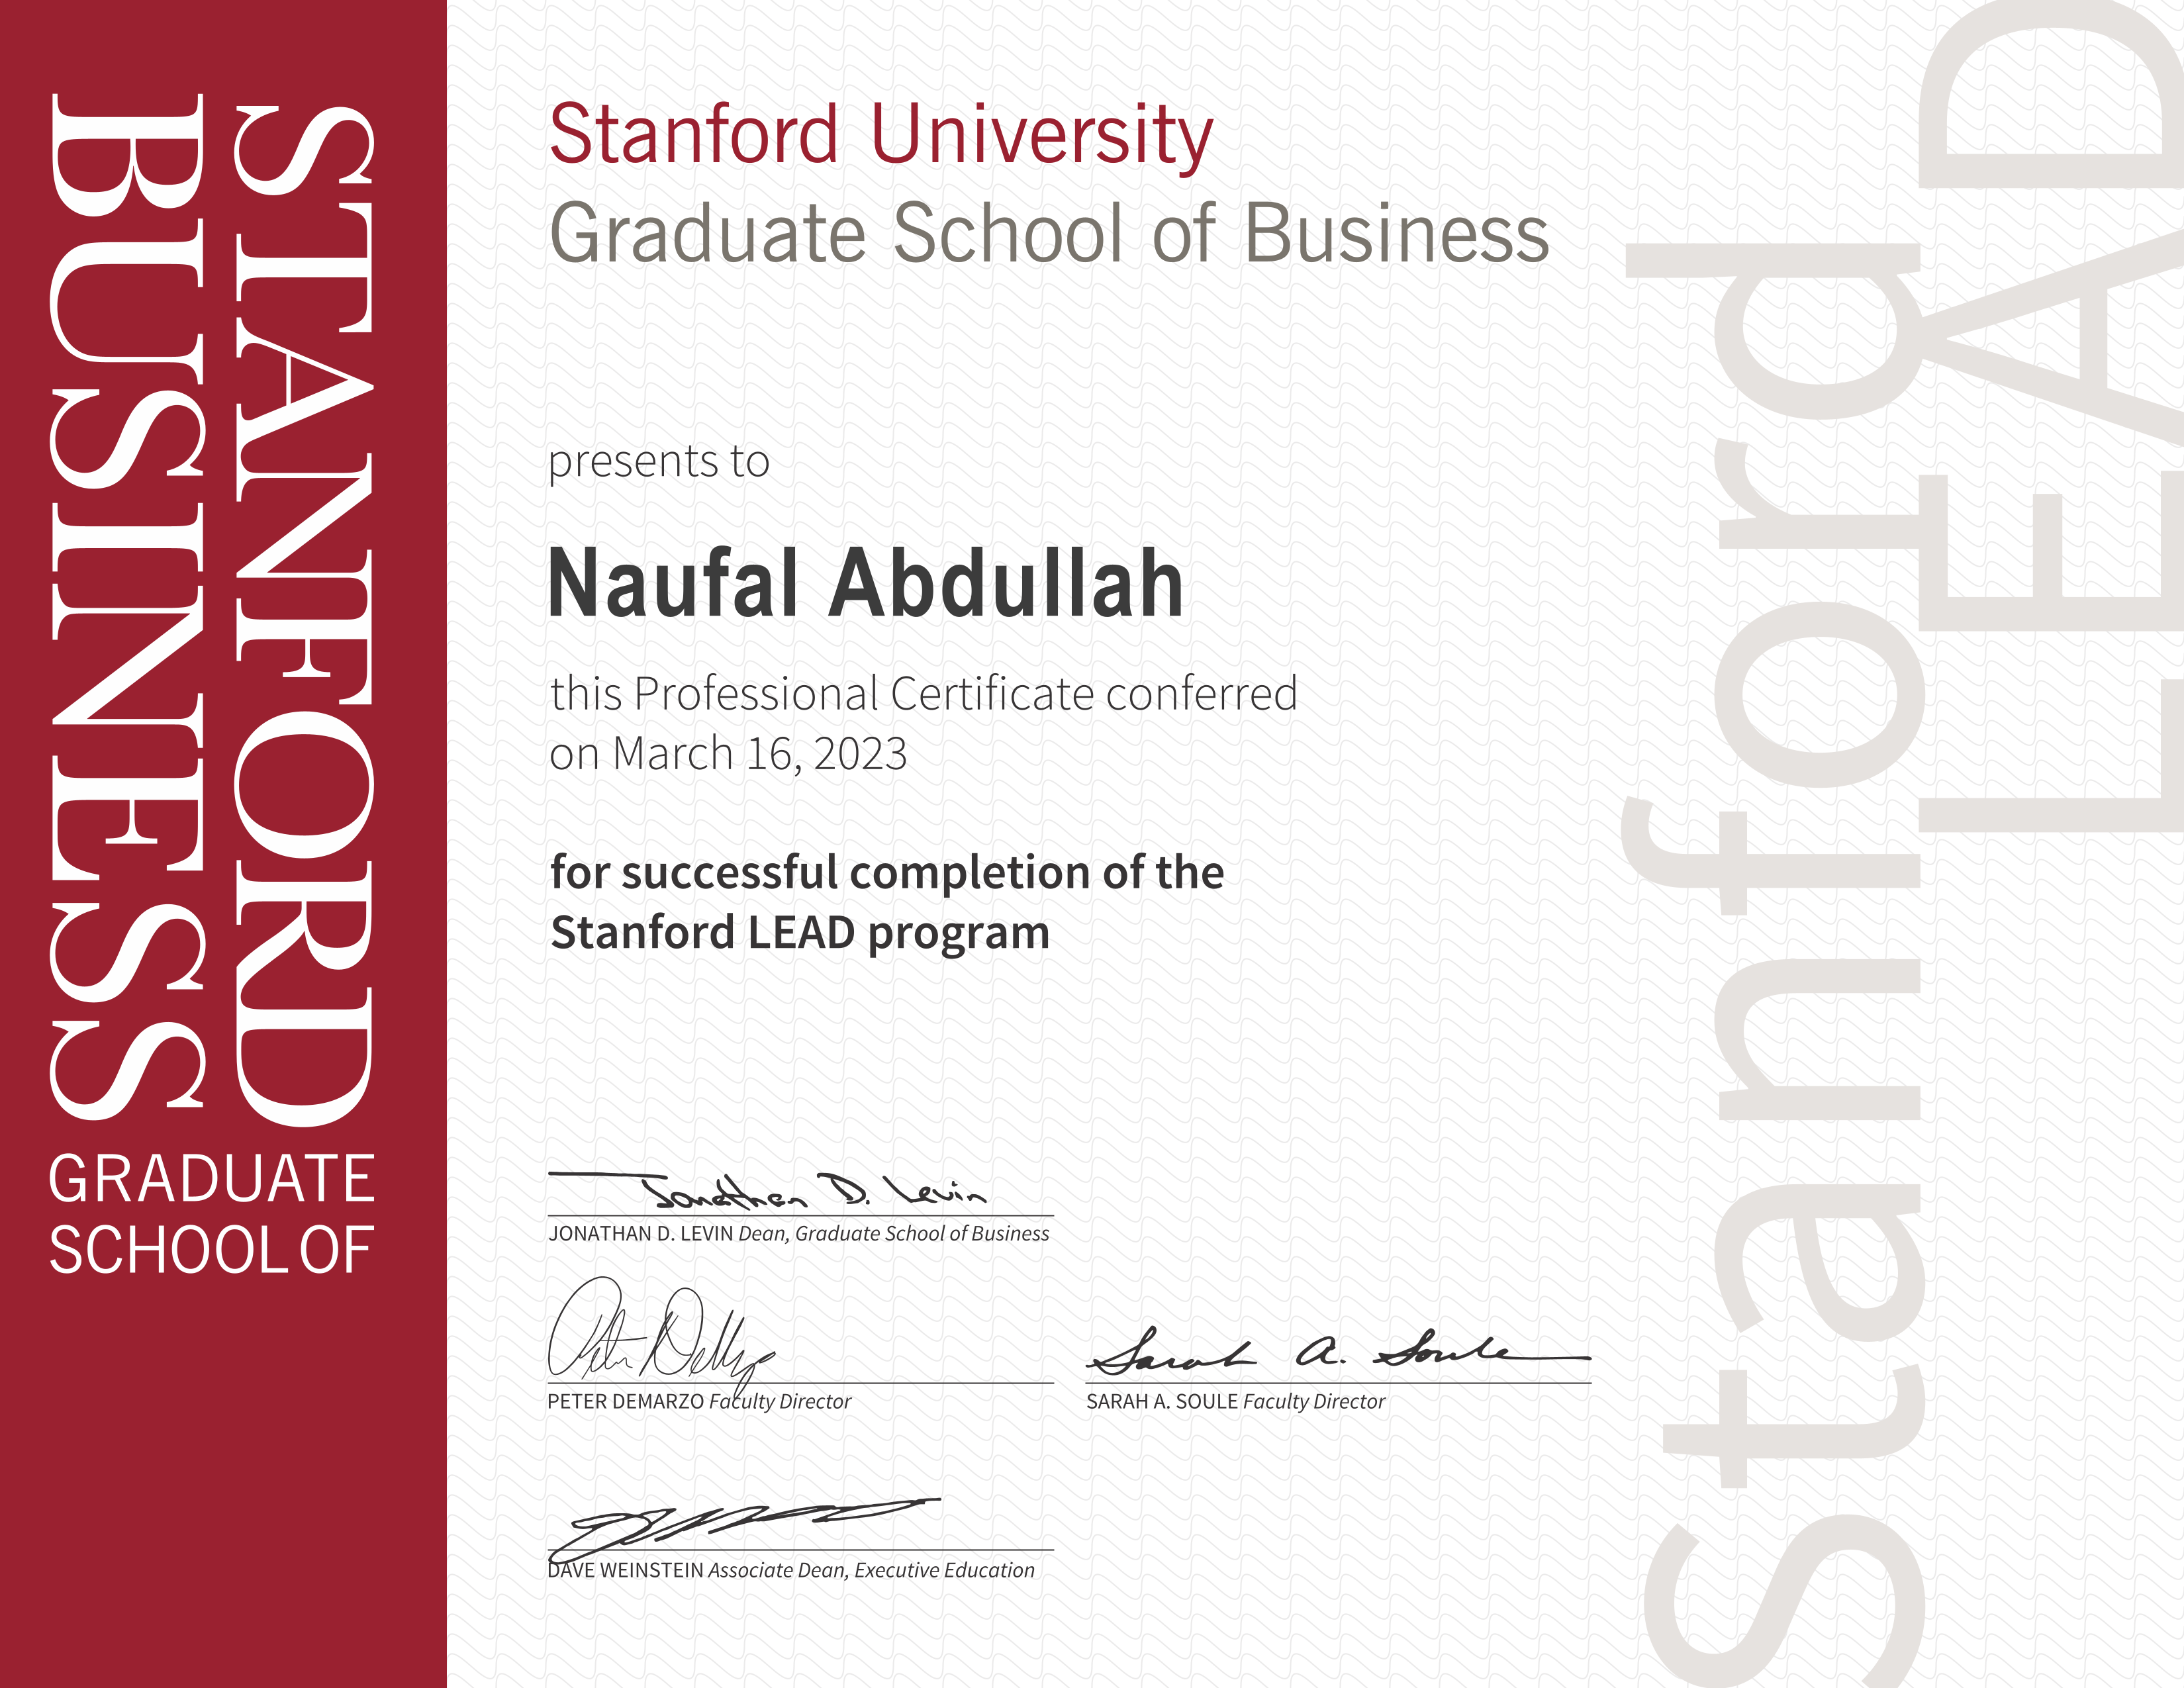 STANFORD
BUSINESS
GRADUATE
SCHOOL OF
Stanford University
Graduate School of Business
presents to
Naufal Abdullah
this Professional Certificate conferred
on March 16, 2023
for successful completion of the
Stanford LEAD program
Jonathan D. Levin
JONATHAN D. LEVIN Dean, Graduate School of Business
Peter DeMarzo
PETER DEMARZO Faculty Director
Sarah A. Soule
SARAH A. SOULE Faculty Director
DAVE WEINSTEIN Associate Dean, Executive Education
Stanford
LEAD